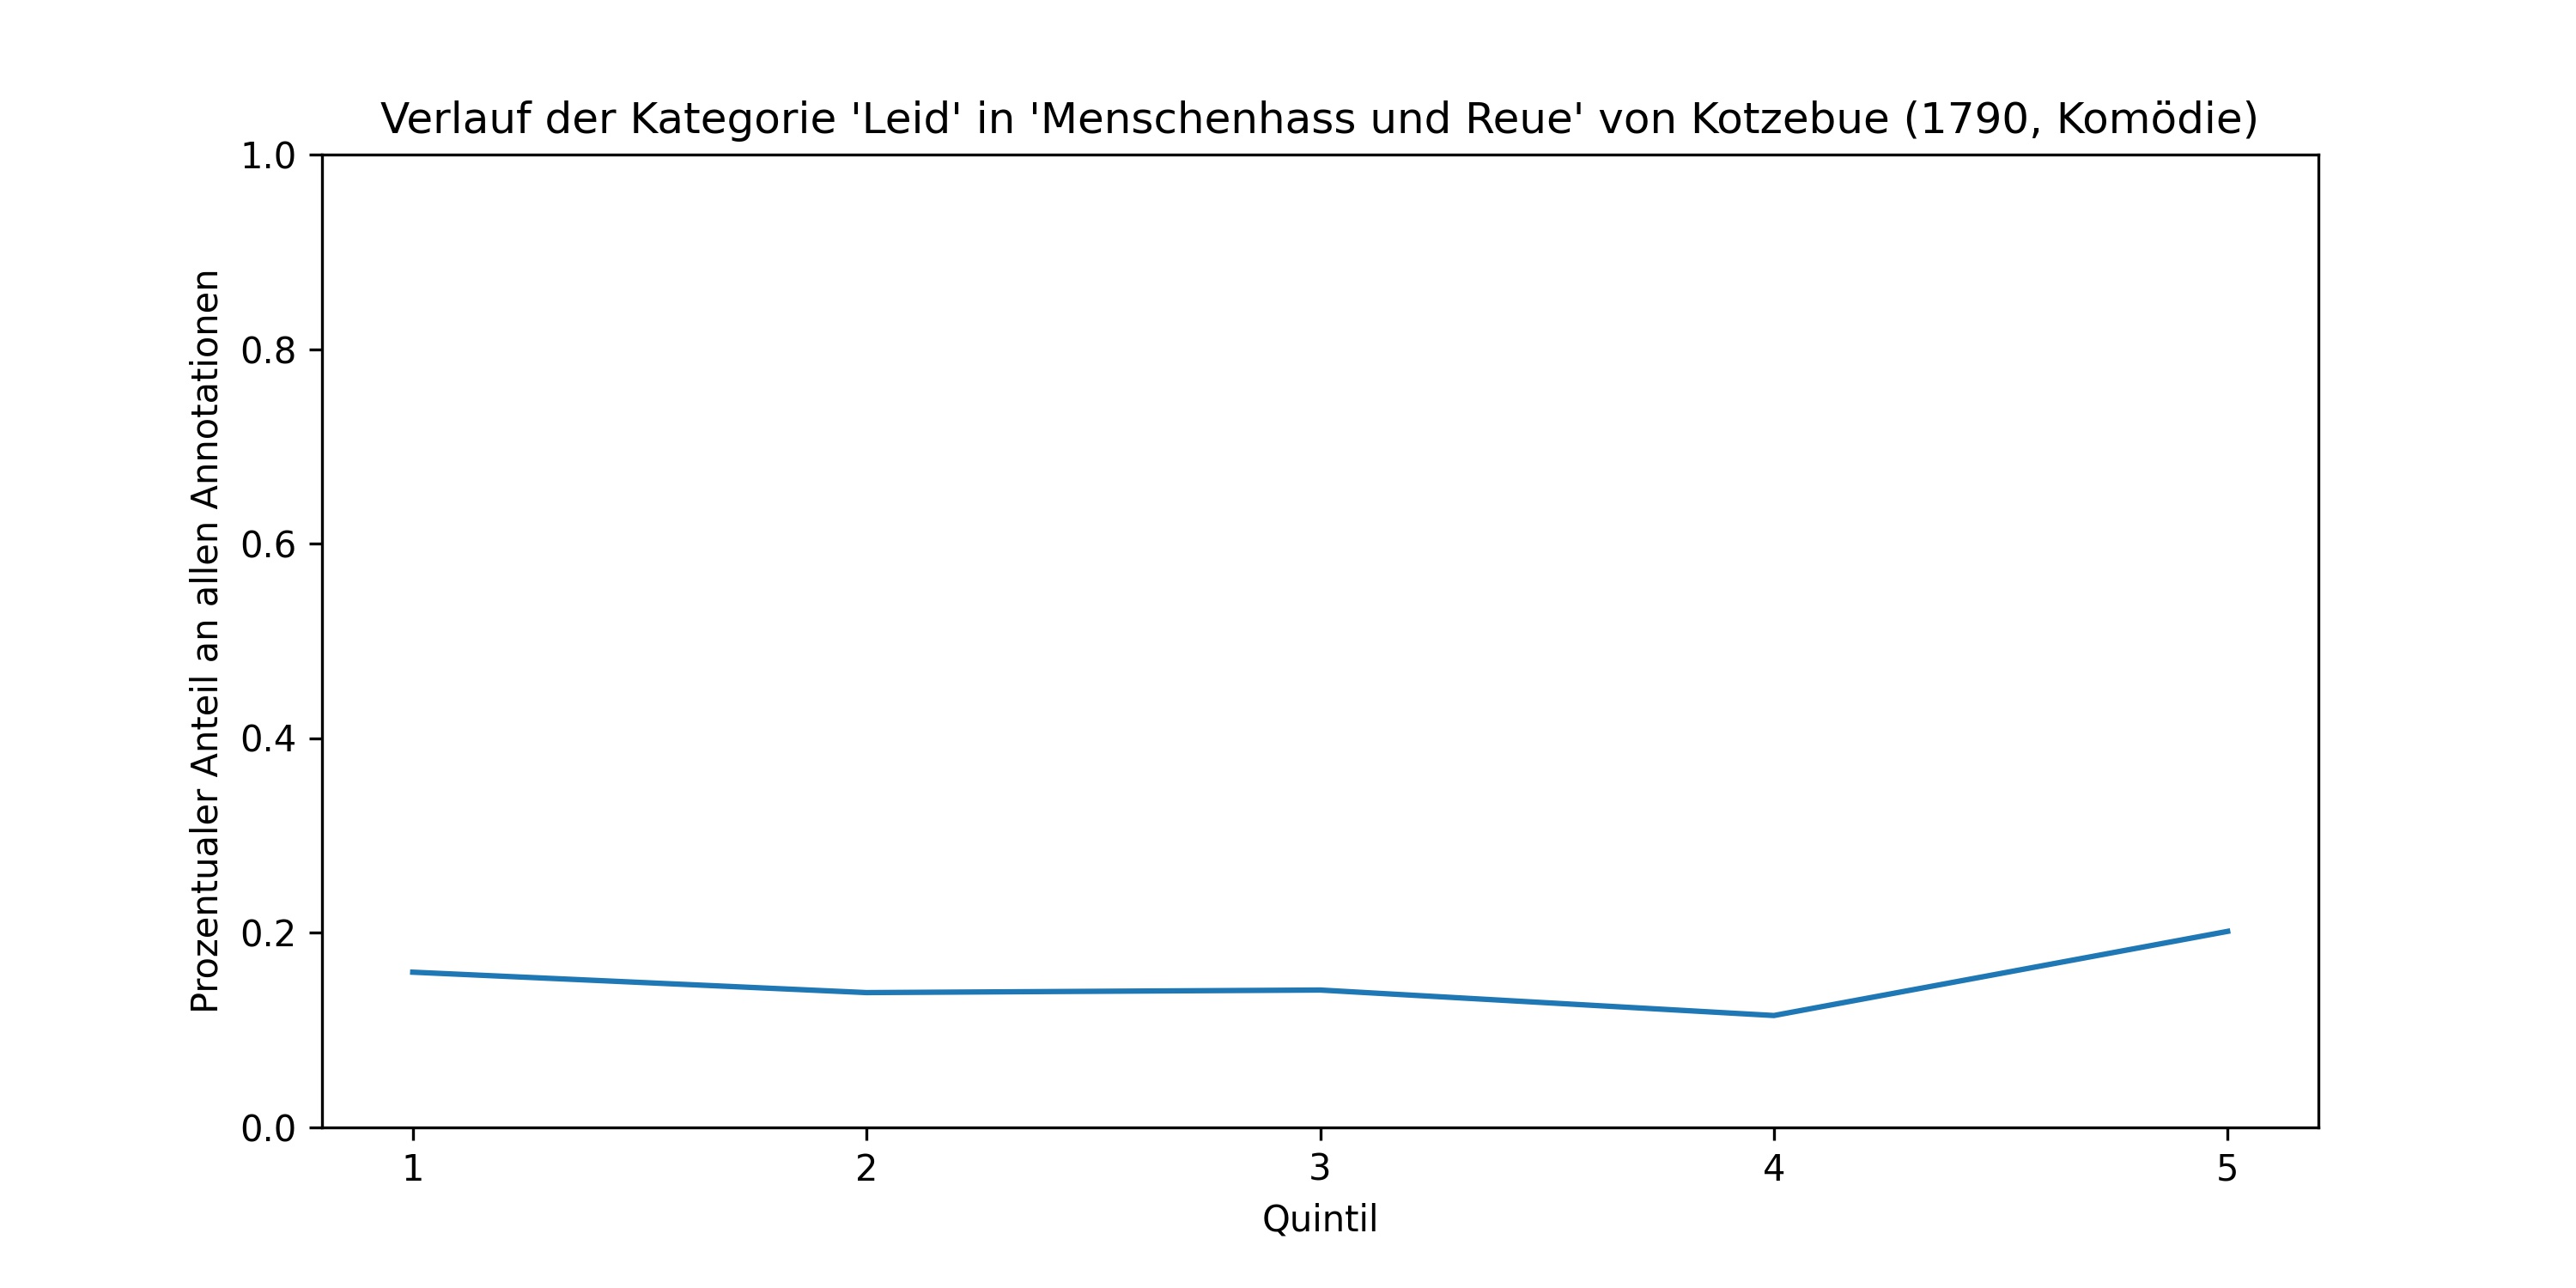 Verlauf der Kategorie 'Leid' in 'Menschenhass und Reue' von Kotzebue (1790, Komödie)
Prozentualer Anteil an allen Annotationen
1.0
0.8
0.6
0.4
0.2
0.0
1 2 3 4 5
Quintil